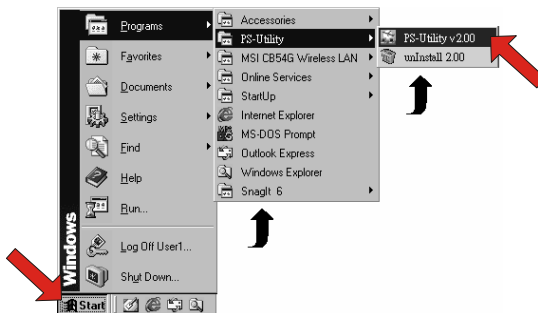 Programs
Favorites
Documents
Settings
Find
Help
Run...
Log Off User1...
Shut Down...
Windows
Start
Accessories
PS-Utility
MSI CB54G Wireless LAN
Online Services
StartUp
Internet Explorer
MS-DOS Prompt
Outlook Express
Windows Explorer
SnagIt 6
PS-Utility v2.00
unInstall 2.00